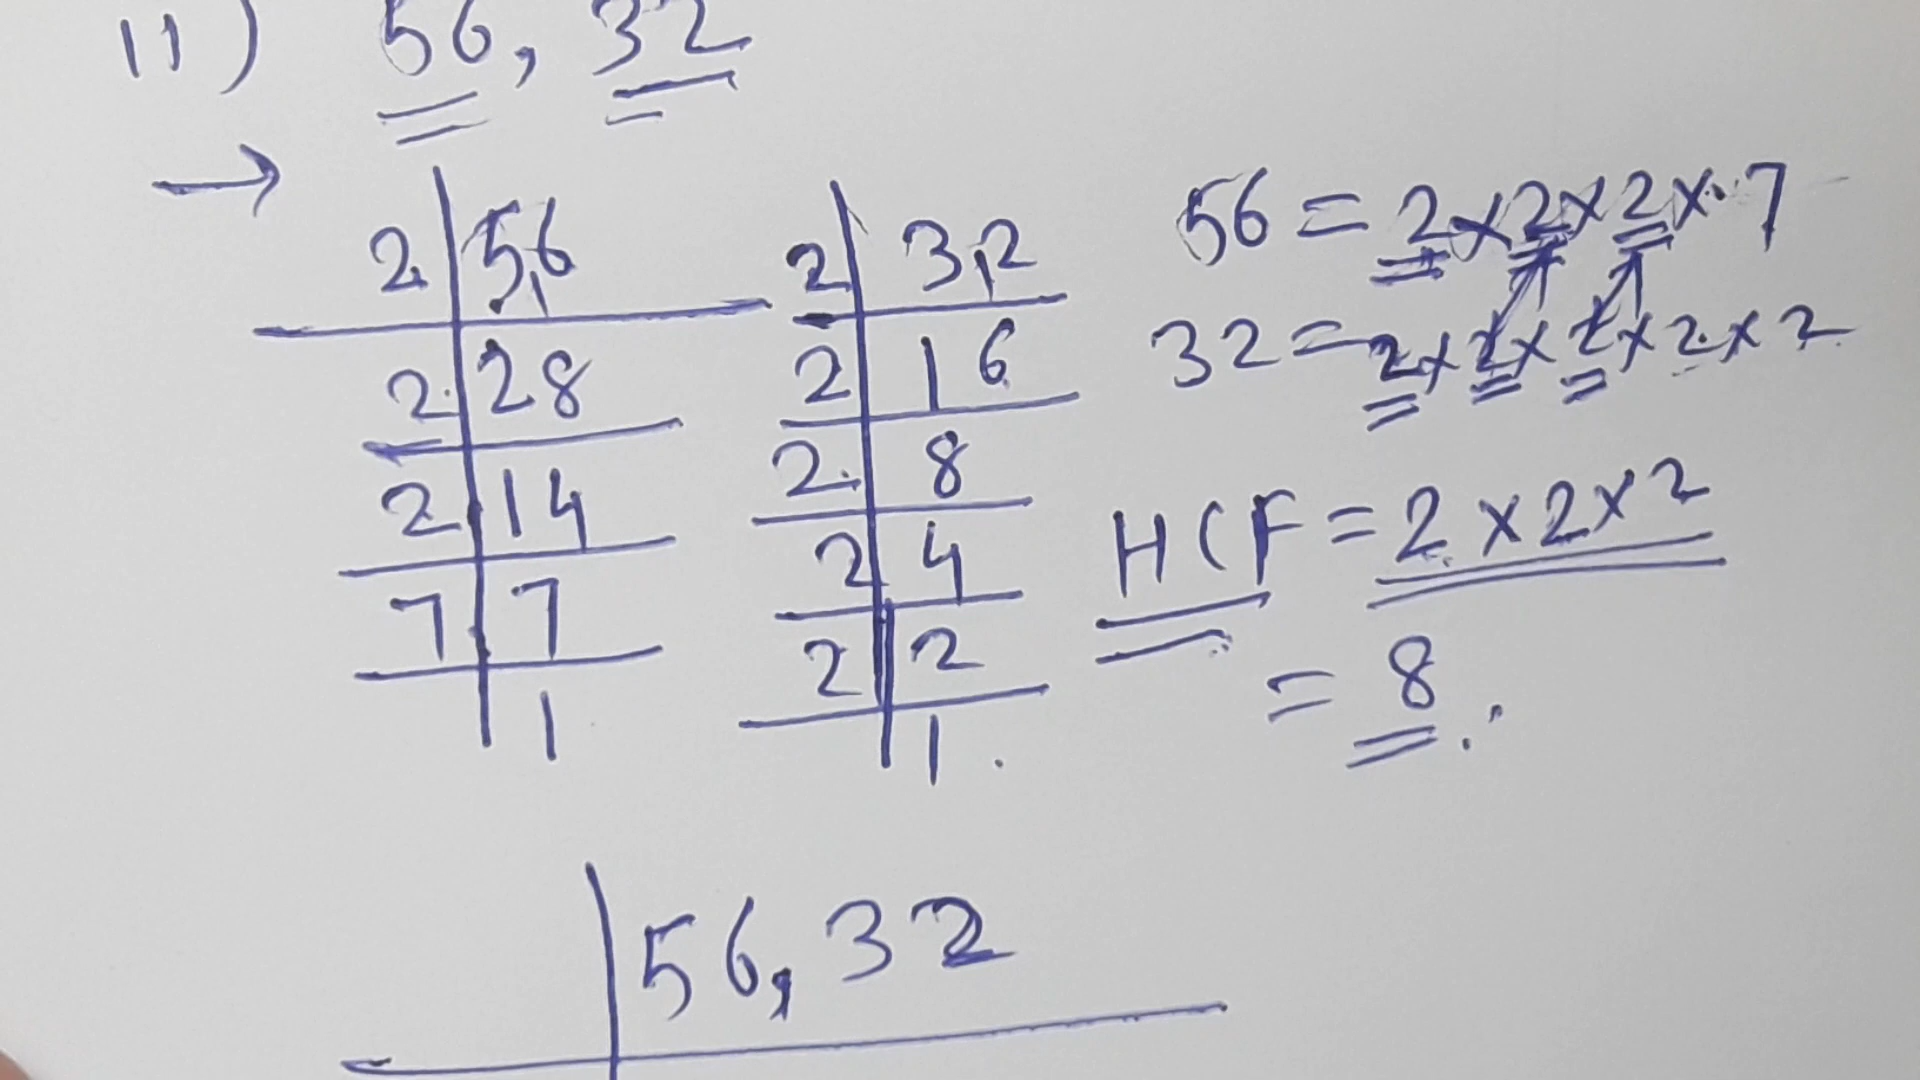 11) 56, 32
→
2 | 56
2 | 28
2 | 14
7 | 7
1
2 | 32
2 | 16
2 | 8
2 | 4
2 | 2
1
56 = 2 x 2 x 2 x 7
32 = 2 x 2 x 2 x 2 x 2
HCF = 2 x 2 x 2
= 8.
56, 32